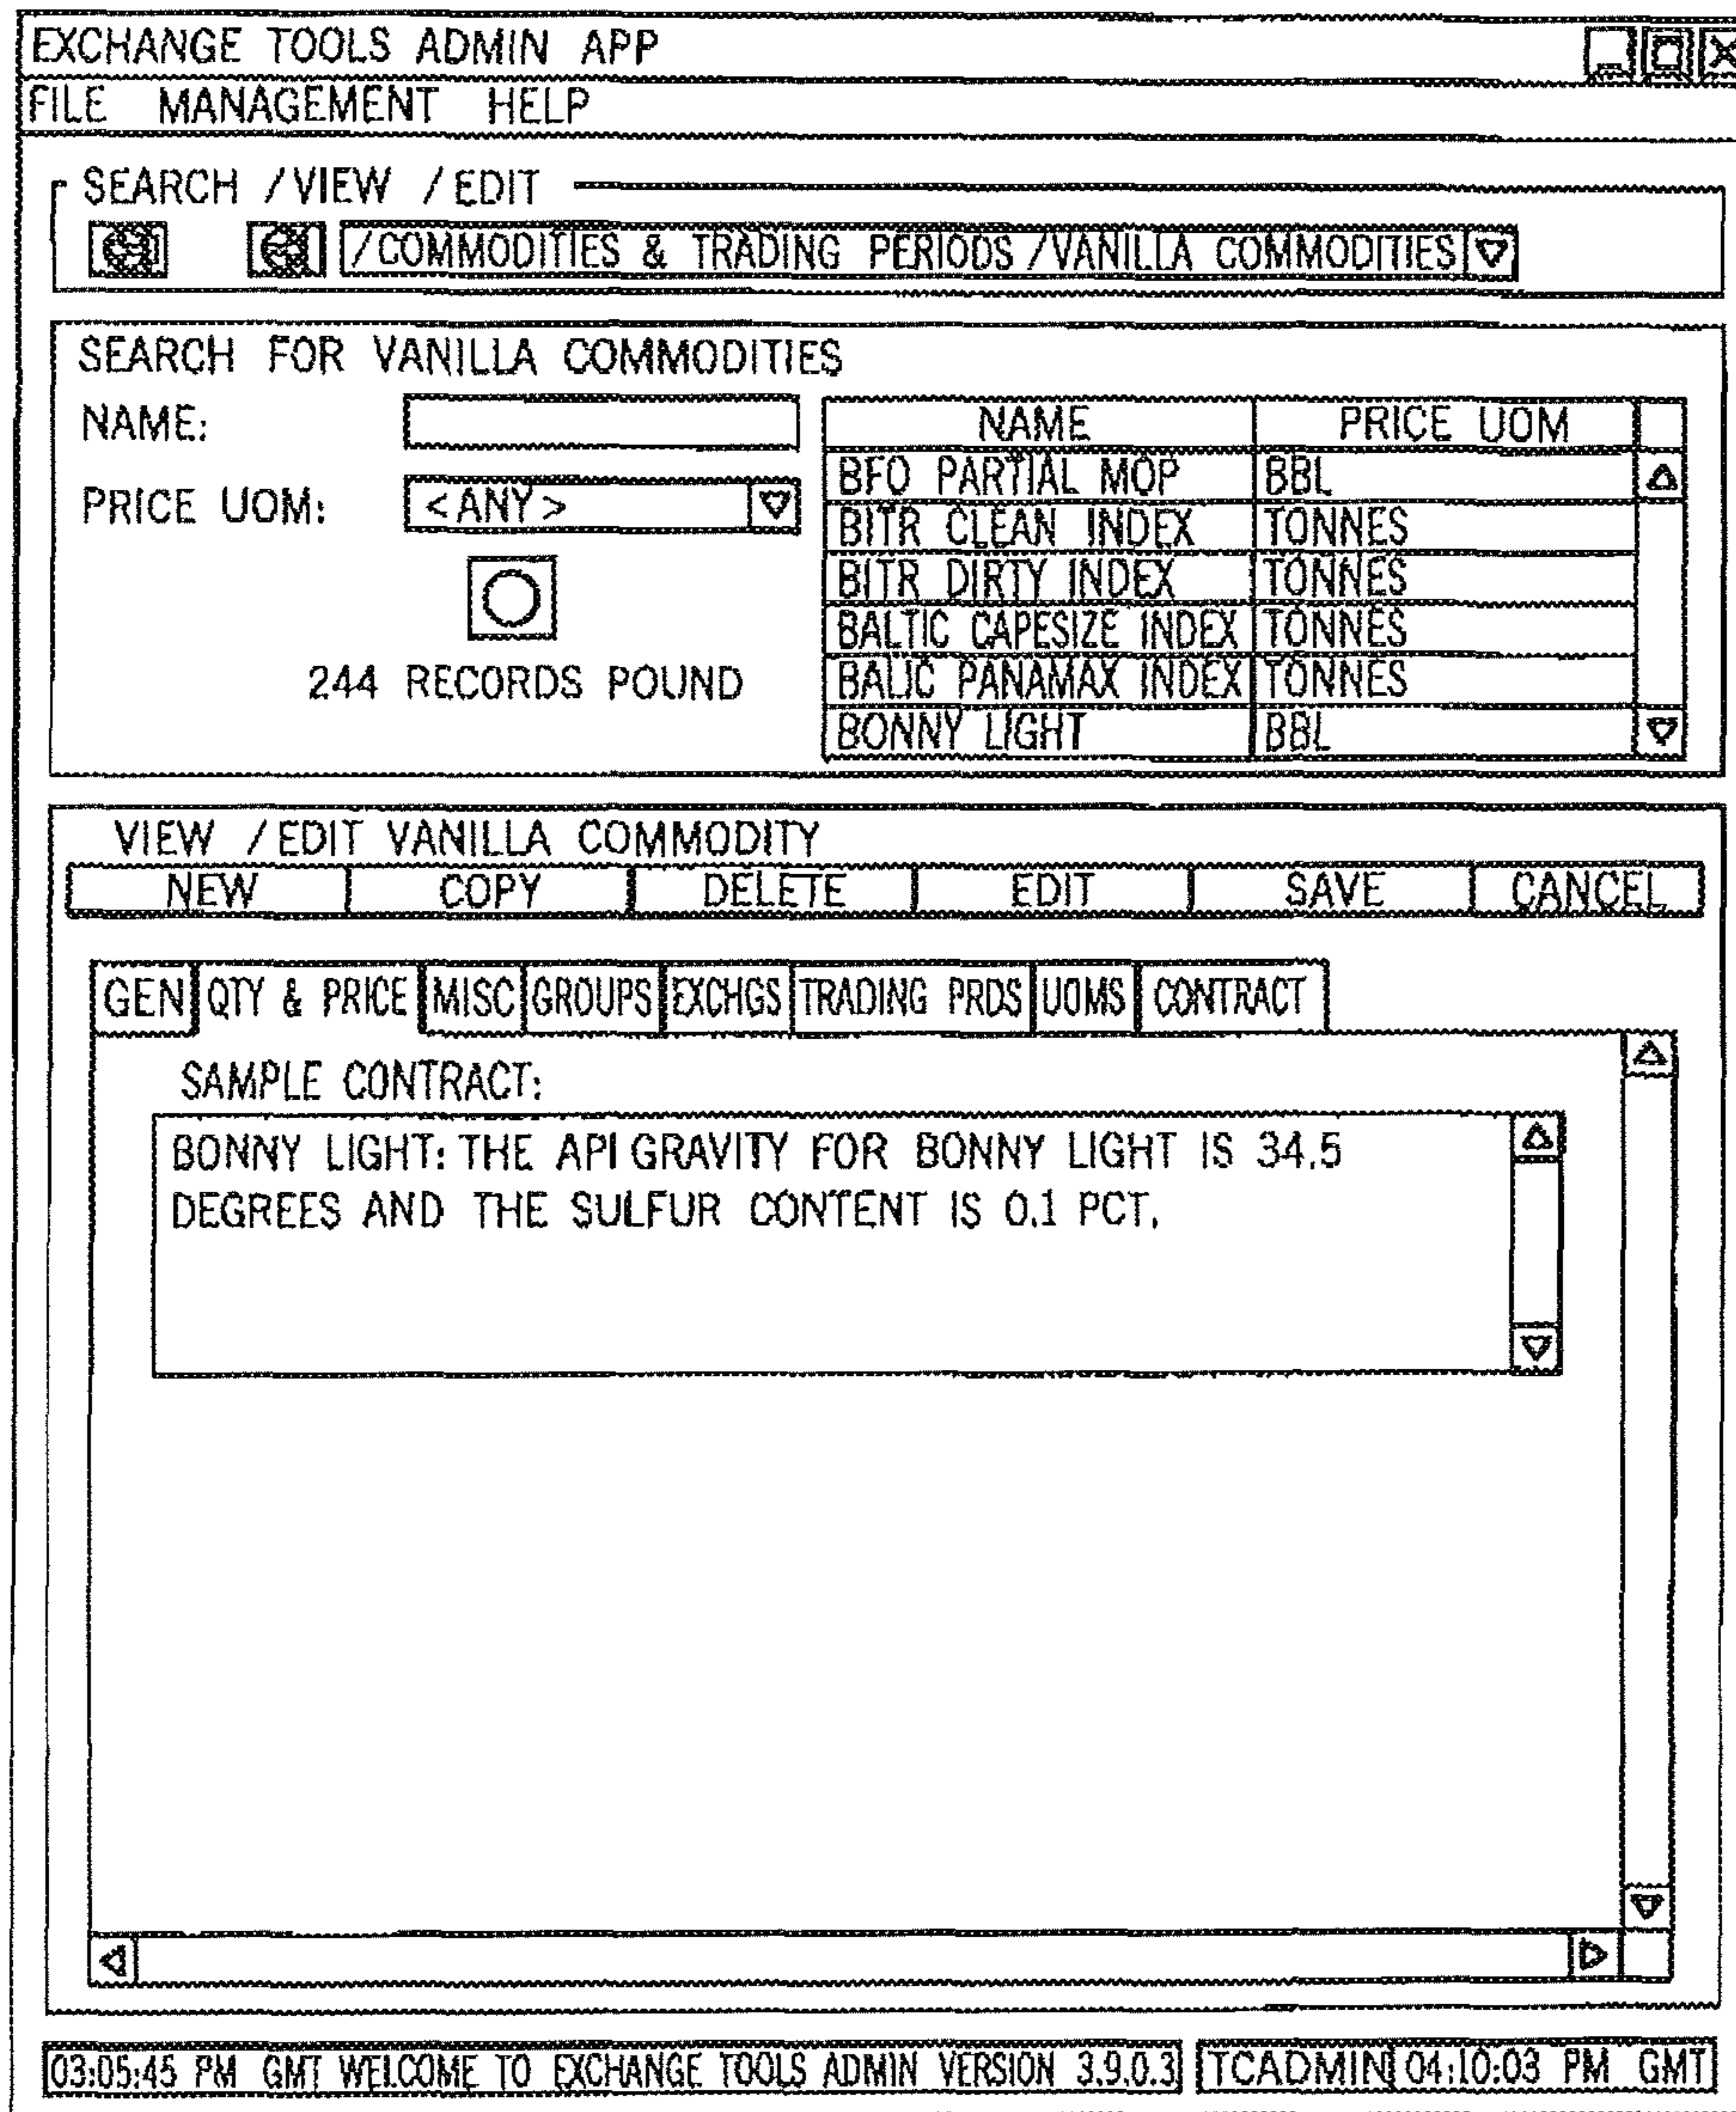 EXCHANGE TOOLS ADMIN APP
FILE MANAGEMENT HELP
SEARCH / VIEW / EDIT
/COMMODITIES & TRADING PERIODS /VANILLA COMMODITIES
SEARCH FOR VANILLA COMMODITIES
NAME:
PRICE UOM: <ANY>
244 RECORDS POUND
NAME PRICE UOM
BFO PARTIAL MOP BBL
BITR CLEAN INDEX TONNES
BITR DIRTY INDEX TONNES
BALTIC CAPESIZE INDEX TONNES
BALIC PANAMAX INDEX TONNES
BONNY LIGHT BBL
VIEW / EDIT VANILLA COMMODITY
NEW COPY DELETE EDIT SAVE CANCEL
GEN QTY & PRICE MISC GROUPS EXCHGS TRADING PRDS UOMS CONTRACT
SAMPLE CONTRACT:
BONNY LIGHT: THE API GRAVITY FOR BONNY LIGHT IS 34.5
DEGREES AND THE SULFUR CONTENT IS 0.1 PCT.
03:05:45 PM GMT WELCOME TO EXCHANGE TOOLS ADMIN VERSION 3.9.0.3 TCADMIN 04:10:03 PM GMT